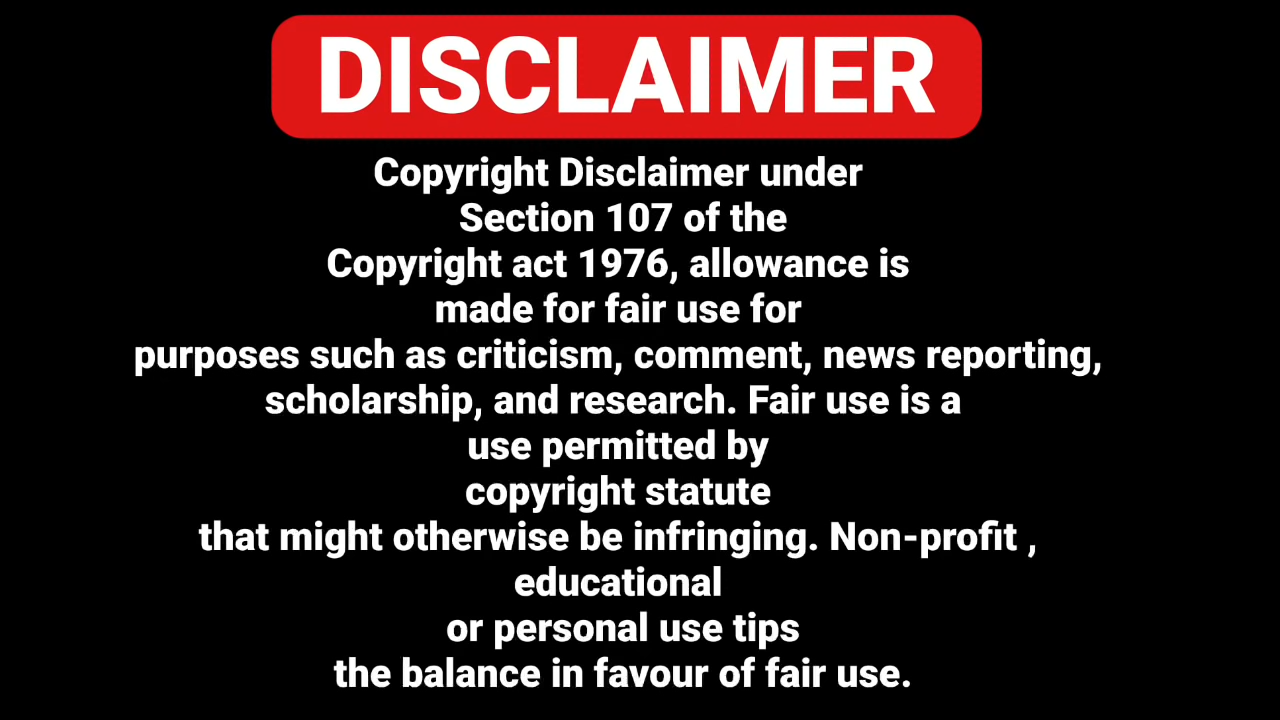 DISCLAIMER
Copyright Disclaimer under
Section 107 of the
Copyright act 1976, allowance is
made for fair use for
purposes such as criticism, comment, news reporting,
scholarship, and research. Fair use is a
use permitted by
copyright statute
that might otherwise be infringing. Non-profit ,
educational
or personal use tips
the balance in favour of fair use.